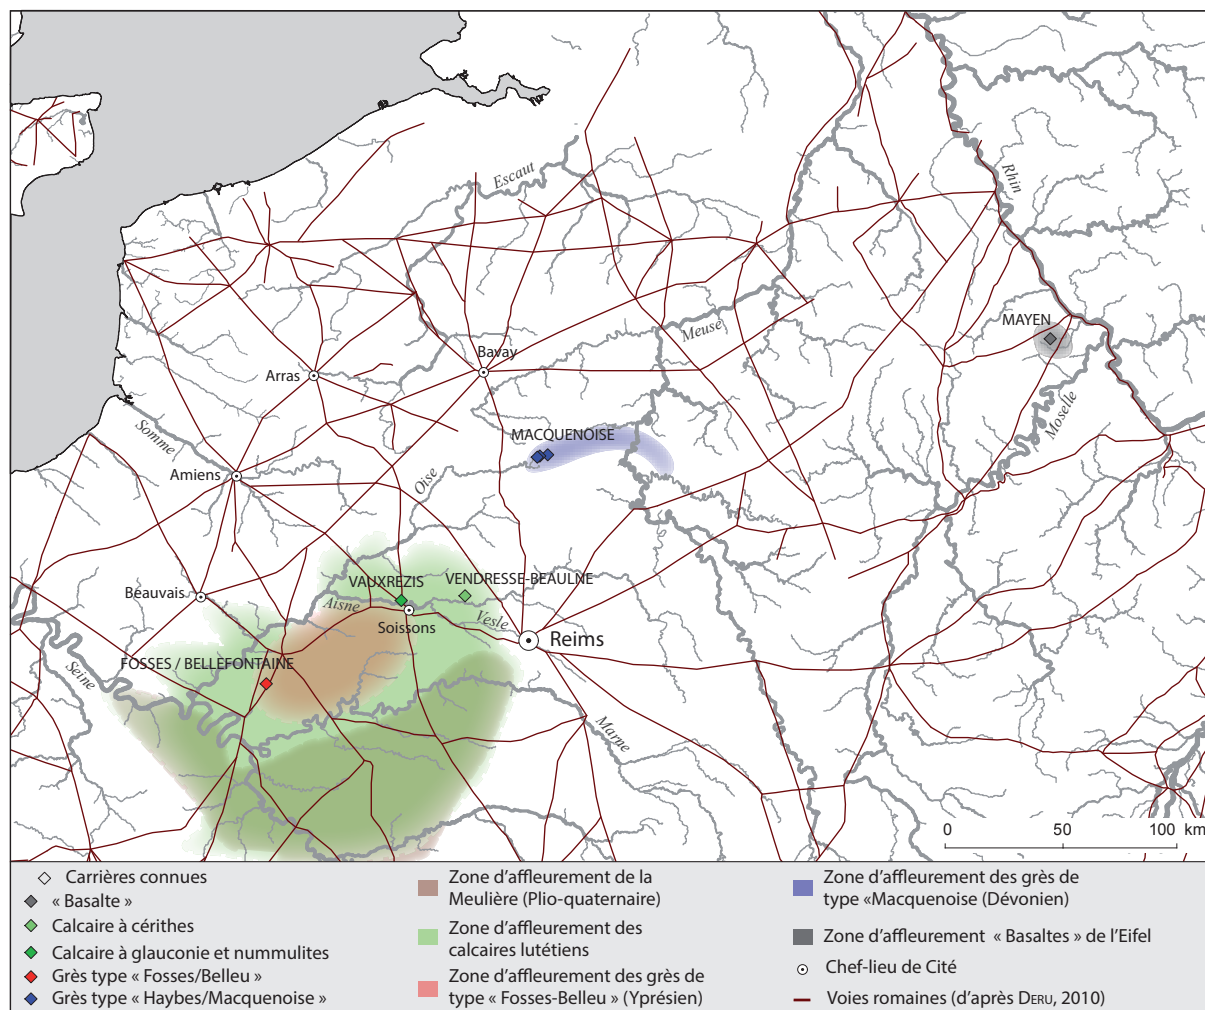 Escaut
Rhin
MAYEN
Meuse
Bavay
Arras
Moselle
Somme
MACQUENOISE
Amiens
Oise
VAUXREZIS
VENDRESSE-BEAULNE
Beauvais
Aisne
Vesle
Soissons
Reims
FOSSES / BELLEFONTAINE
Seine
Marne
0 50 100 km
Carrières connues
« Basalte »
Calcaire à cérithes
Calcaire à glauconie et nummulites
Grès type « Fosses/Belleu »
Grès type « Haybes/Macquenoise »
Zone d'affleurement de la
Meulière (Plio-quaternaire)
Zone d'affleurement des
calcaires lutétiens
Zone d'affleurement des grès de
type « Fosses-Belleu » (Yprésien)
Zone d'affleurement des grès de
type «Macquenoise (Dévonien)
Zone d'affleurement « Basaltes » de l'Eifel
Chef-lieu de Cité
Voies romaines (d'après DERU, 2010)